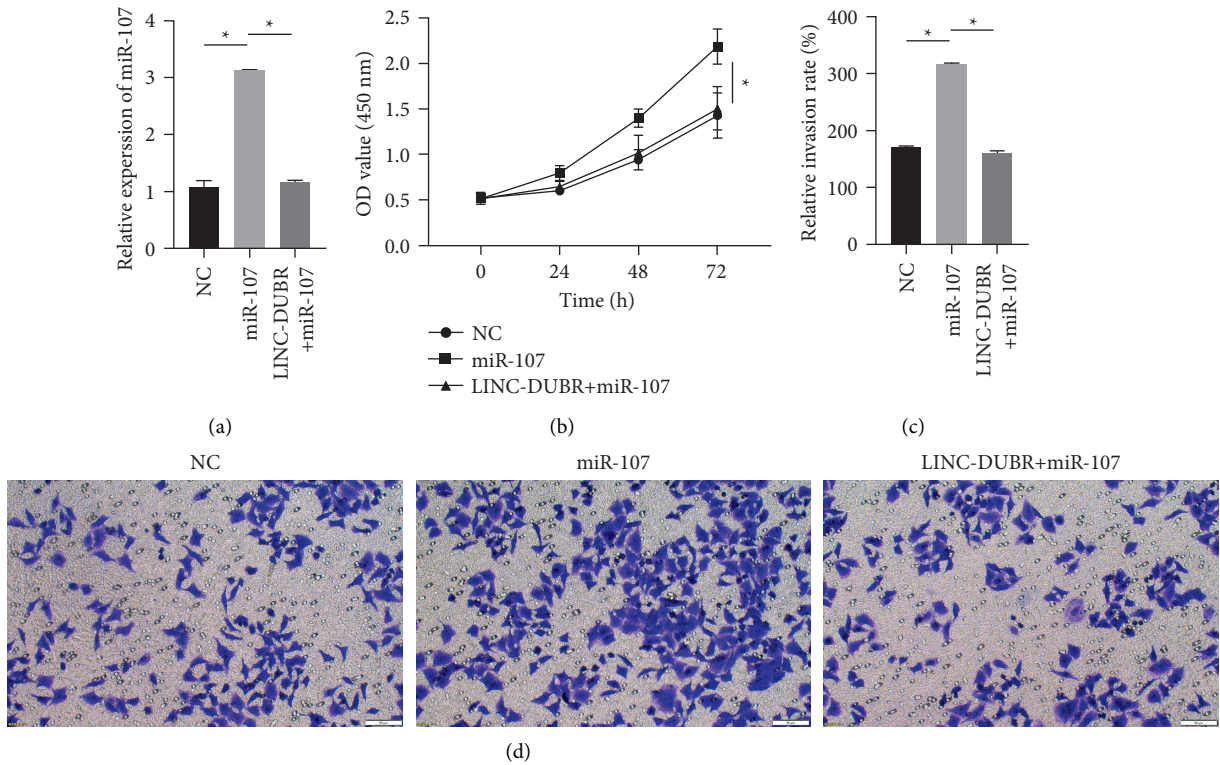 Relative experssion of miR-107
4
3
2
1
0
*
*
NC
miR-107
LINC-DUBR
+miR-107
(a)
OD value (450 nm)
2.5
2.0
1.5
1.0
0.5
0.0
*
0
24
48
72
Time (h)
NC
miR-107
LINC-DUBR+miR-107
(b)
Relative invasion rate (%)
400
300
200
100
0
*
*
NC
miR-107
LINC-DUBR
+miR-107
(c)
NC
miR-107
LINC-DUBR+miR-107
(d)